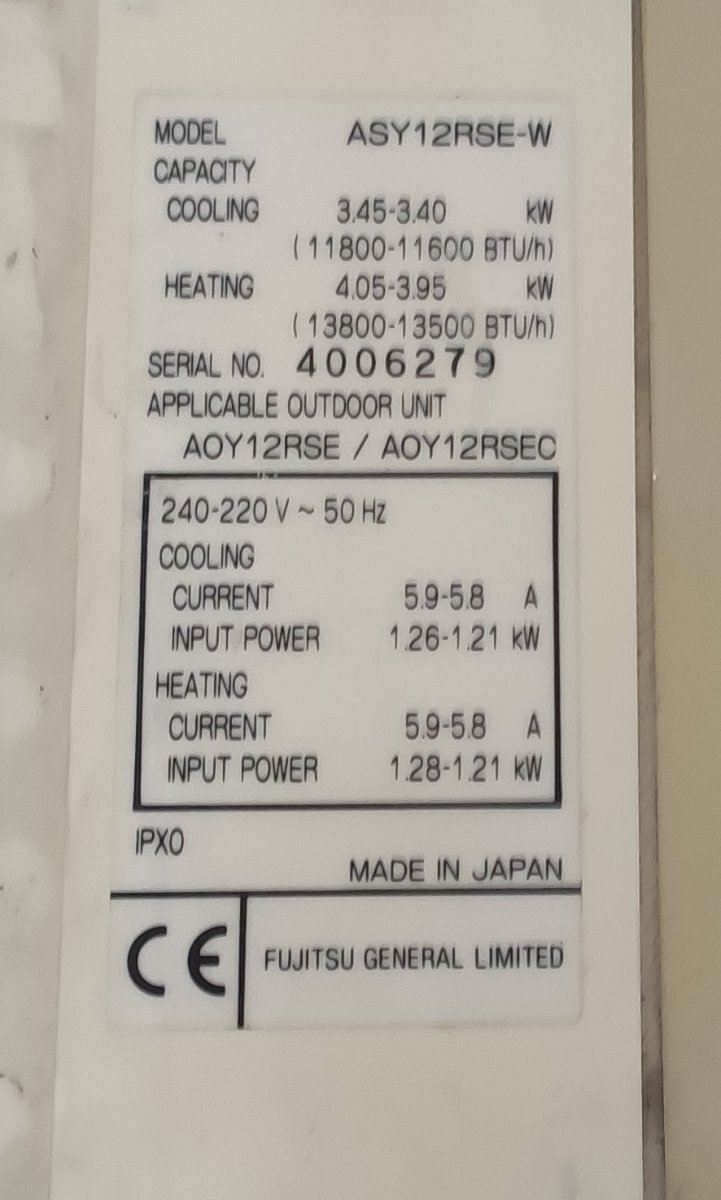 MODEL ASY12RSE-W
CAPACITY
COOLING 3.45-3.40 kW
(11800-11600 BTU/h)
HEATING 4.05-3.95 kW
(13800-13500 BTU/h)
SERIAL NO. 4006279
APPLICABLE OUTDOOR UNIT
AOY12RSE / AOY12RSEC
240-220 V ~ 50 Hz
COOLING
CURRENT 5.9-5.8 A
INPUT POWER 1.26-1.21 kW
HEATING
CURRENT 5.9-5.8 A
INPUT POWER 1.28-1.21 kW
IPX0
MADE IN JAPAN
CE FUJITSU GENERAL LIMITED